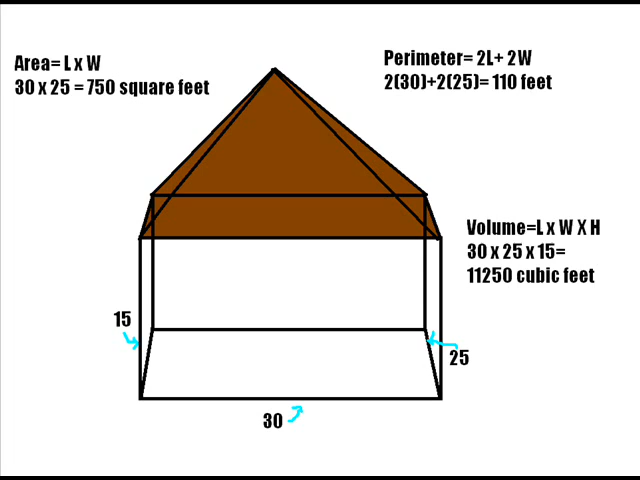 Area= L x W
30 x 25 = 750 square feet
Perimeter= 2L+ 2W
2(30)+2(25)= 110 feet
Volume=L x W X H
30 x 25 x 15=
11250 cubic feet
15
25
30